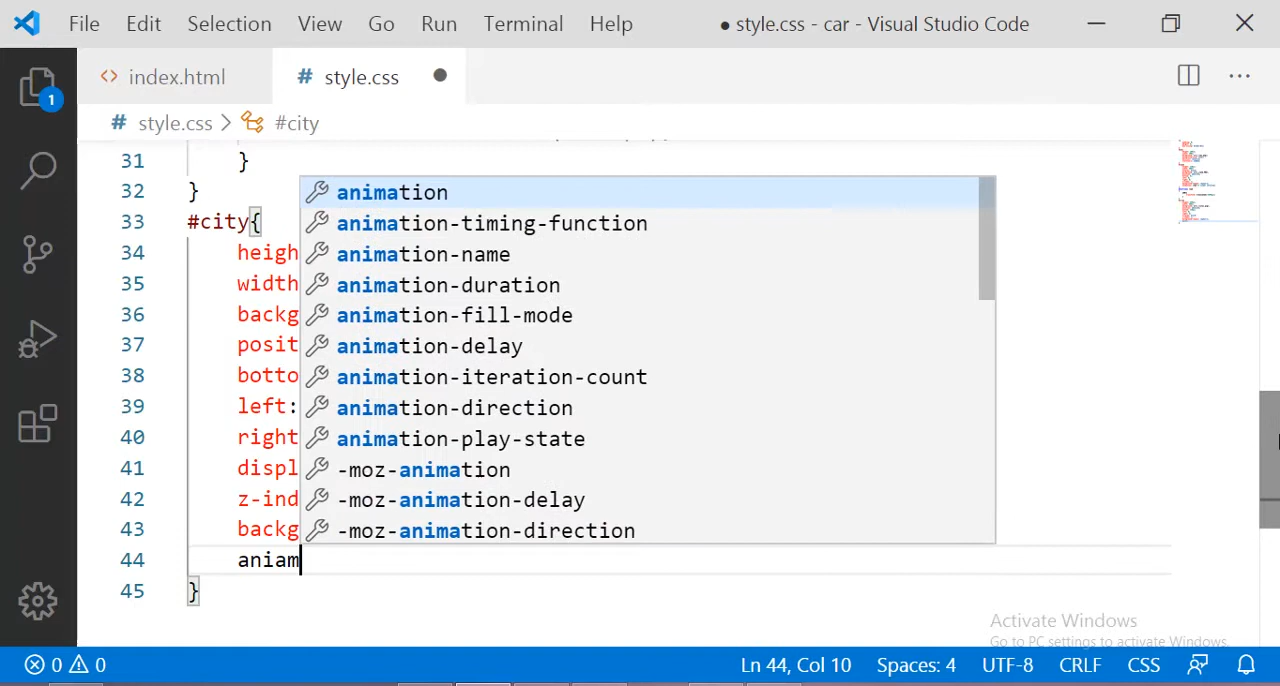 File Edit Selection View Go Run Terminal Help ● style.css - car - Visual Studio Code
1
<> index.html # style.css ●
# style.css > #city
31 }
32 }
33 #city{
34 heigh
35 width
36 backg
37 posit
38 botto
39 left:
40 right
41 displ
42 z-ind
43 backg
44 aniam
45 }
animation
animation-timing-function
animation-name
animation-duration
animation-fill-mode
animation-delay
animation-iteration-count
animation-direction
animation-play-state
-moz-animation
-moz-animation-delay
-moz-animation-direction
Activate Windows
Go to PC settings to activate Windows.
0 0 Ln 44, Col 10 Spaces: 4 UTF-8 CRLF CSS